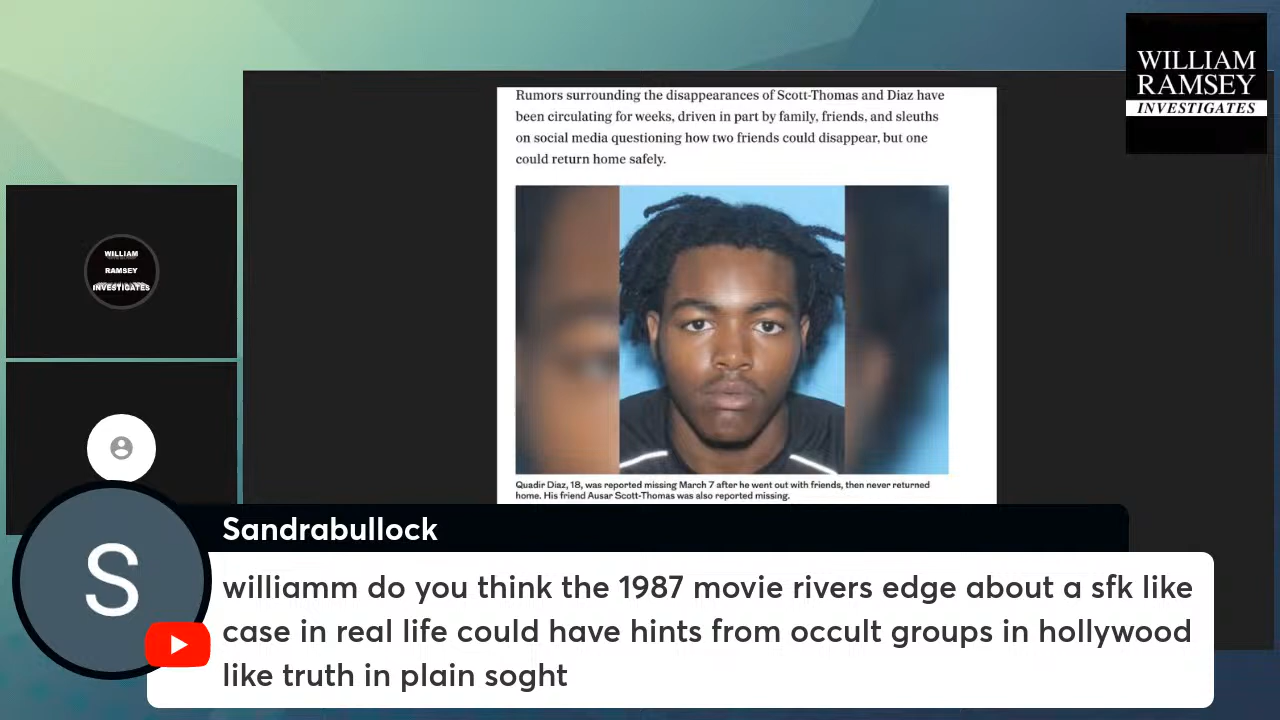 WILLIAM
RAMSEY
INVESTIGATES
Rumors surrounding the disappearances of Scott-Thomas and Diaz have
been circulating for weeks, driven in part by family, friends, and sleuths
on social media questioning how two friends could disappear, but one
could return home safely.
WILLIAM
RAMSEY
INVESTIGATES
Quadir Diaz, 18, was reported missing March 7 after he went out with friends, then never returned
home. His friend Ausar Scott-Thomas was also reported missing.
S
Sandrabullock
williamm do you think the 1987 movie rivers edge about a sfk like
case in real life could have hints from occult groups in hollywood
like truth in plain soght